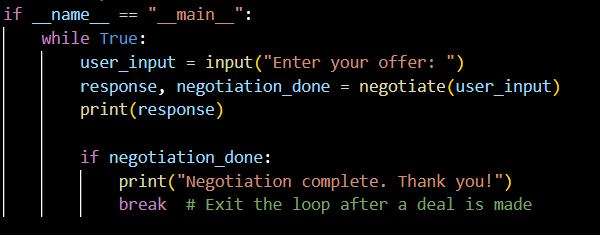 if __name__ == "__main__":
    while True:
        user_input = input("Enter your offer: ")
        response, negotiation_done = negotiate(user_input)
        print(response)

        if negotiation_done:
            print("Negotiation complete. Thank you!")
            break  # Exit the loop after a deal is made